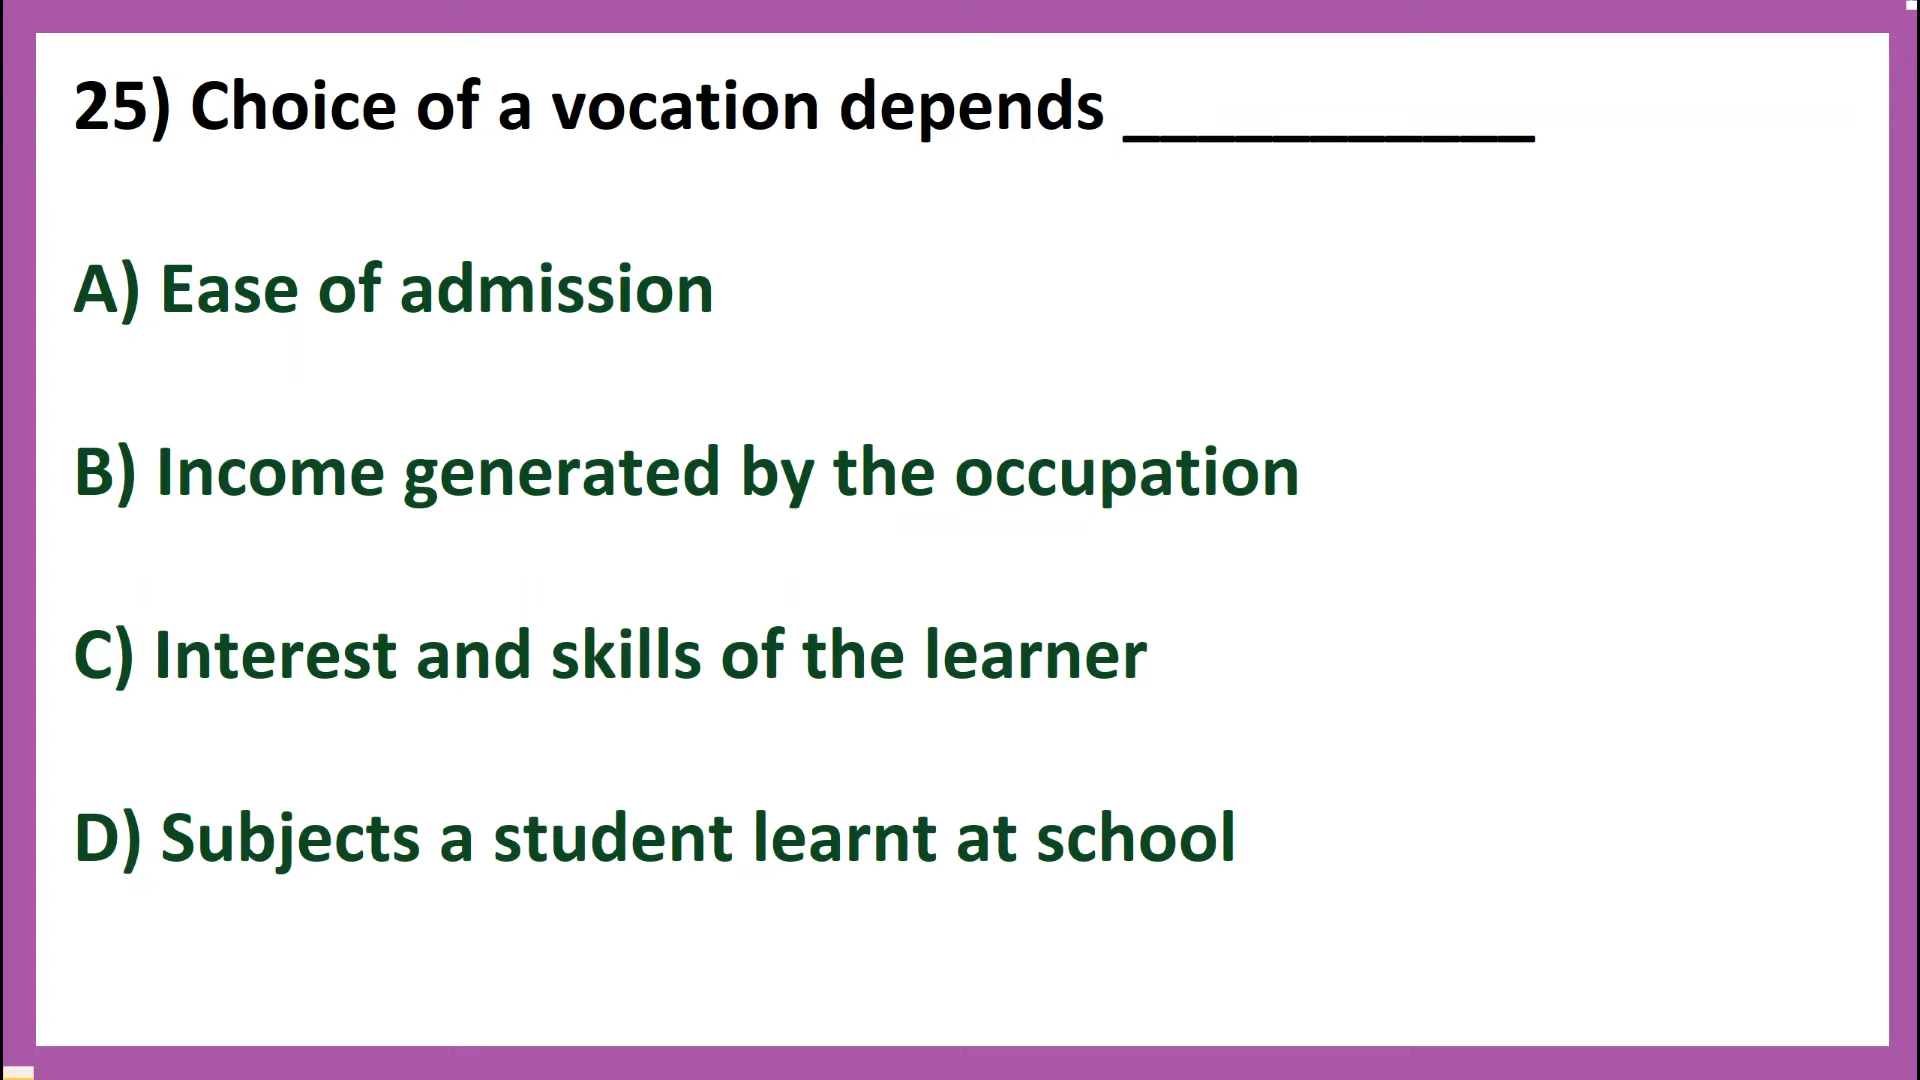 25) Choice of a vocation depends ___________
A) Ease of admission
B) Income generated by the occupation
C) Interest and skills of the learner
D) Subjects a student learnt at school